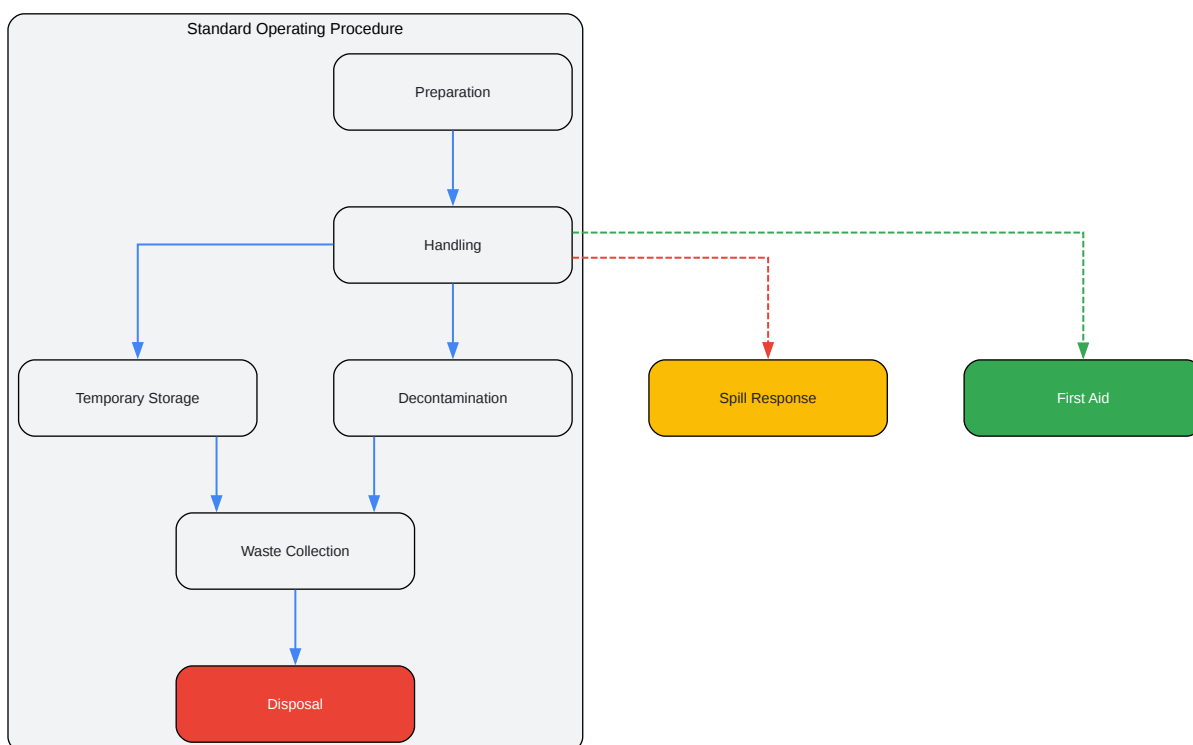 Standard Operating Procedure
Preparation
Handling
Temporary Storage
Decontamination
Spill Response
First Aid
Waste Collection
Disposal